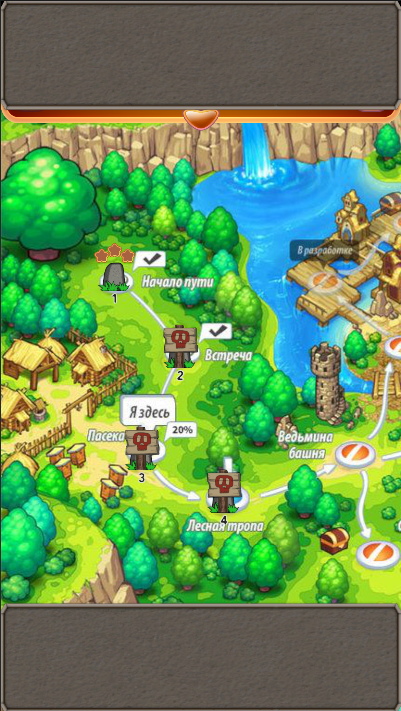 В разработке
Начало пути
1
Встреча
2
Я здесь
20%
Пасека
3
Ведьмина
башня
4
Лесная тропа